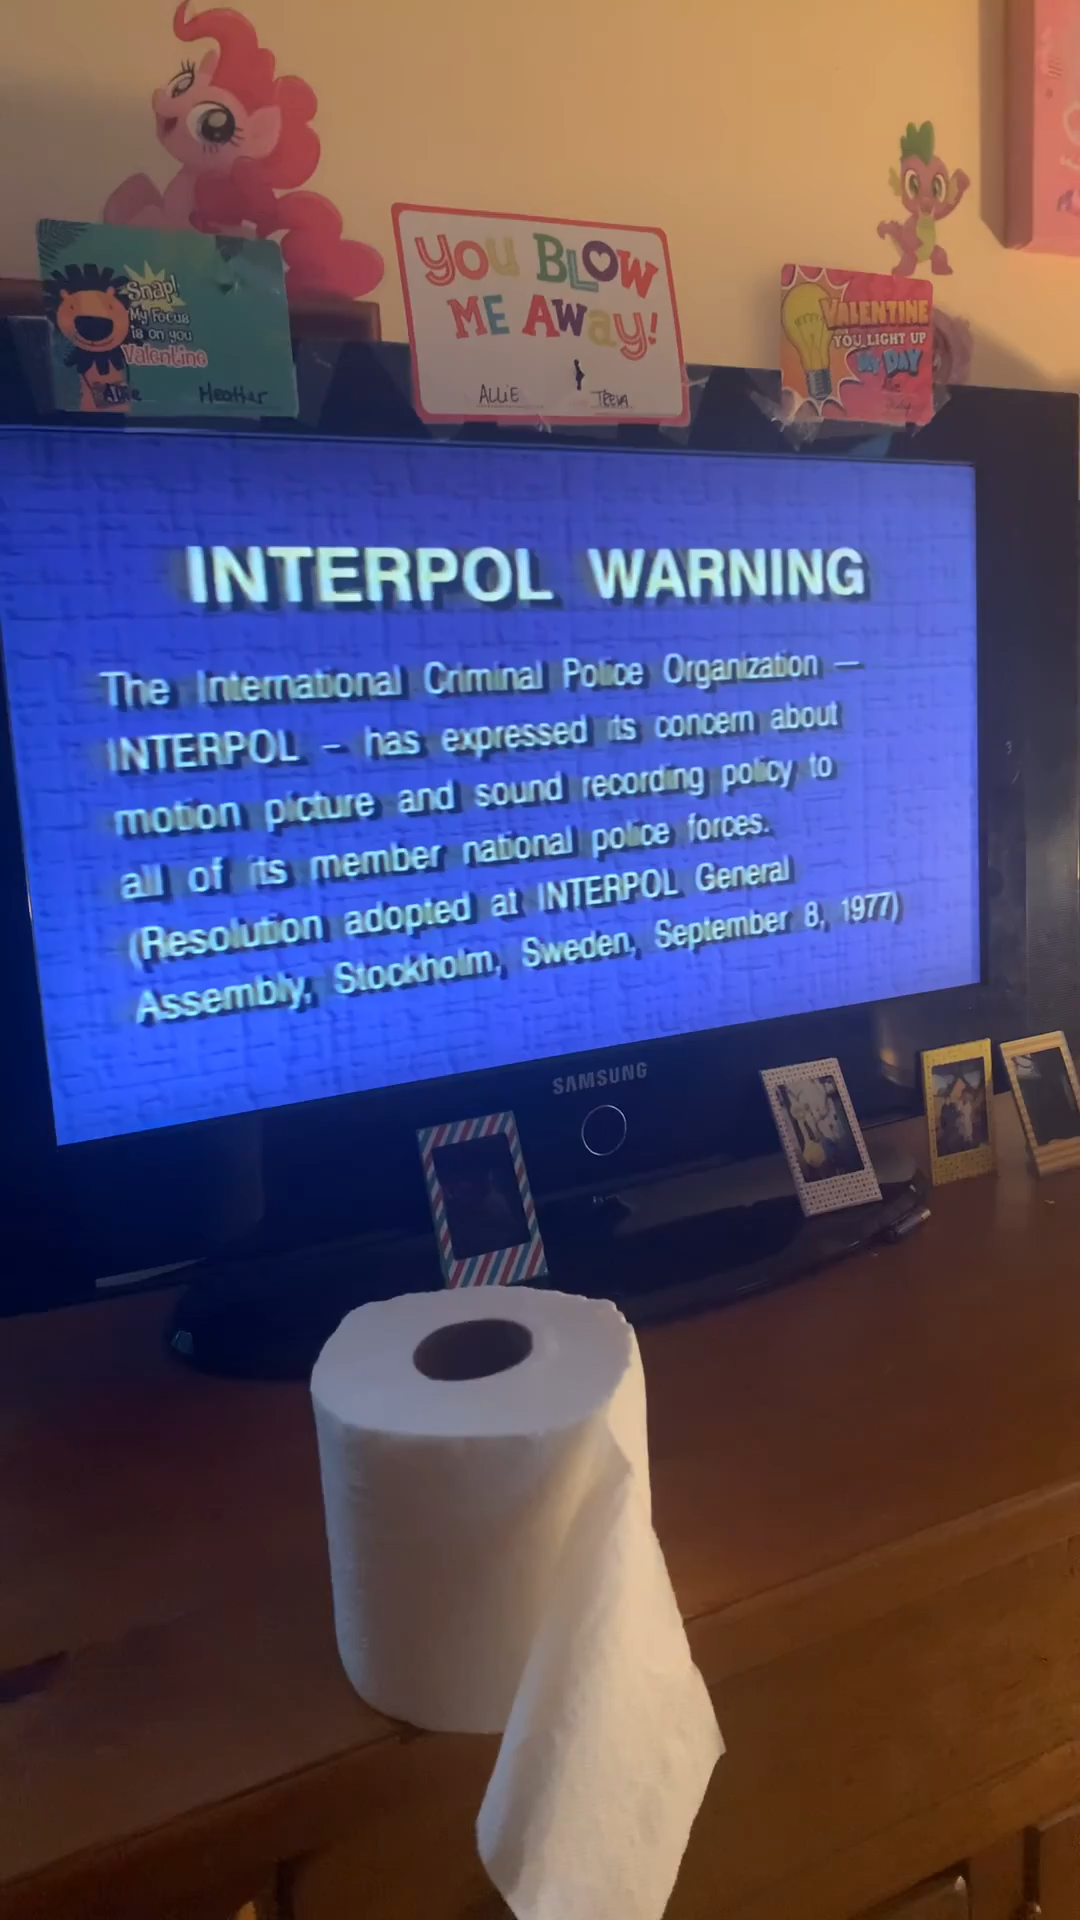 Snap!
My Focus
is on you
Valentine
Allie Heather
YOU BLOW
ME AWAY!
ALLiE TEEVA
VALENTINE
YOU LIGHT UP
My DAY
INTERPOL WARNING
The International Criminal Police Organization —
INTERPOL – has expressed its concern about
motion picture and sound recording policy to
all of its member national police forces.
(Resolution adopted at INTERPOL General
Assembly, Stockholm, Sweden, September 8, 1977)
SAMSUNG